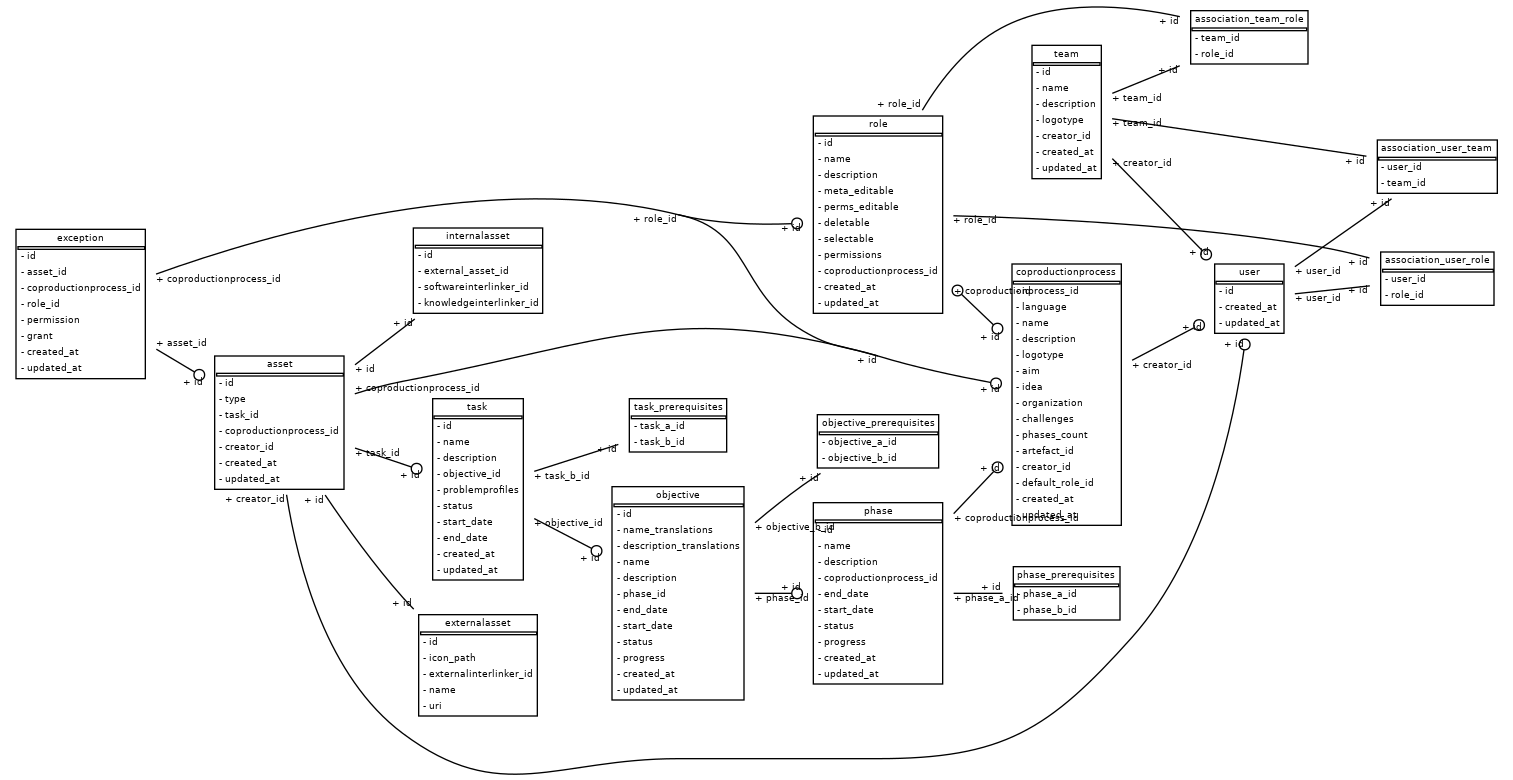 exception
- id
- asset_id
- coproductionprocess_id
- role_id
- permission
- grant
- created_at
- updated_at
+ coproductionprocess_id
+ asset_id
+ id
asset
- id
- type
- task_id
- coproductionprocess_id
- creator_id
- created_at
- updated_at
+ id
+ coproductionprocess_id
+ task_id
+ creator_id
+ id
internalasset
- id
- external_asset_id
- softwareinterlinker_id
- knowledgeinterlinker_id
+ id
task
- id
- name
- description
- objective_id
- problemprofiles
- status
- start_date
- end_date
- created_at
- updated_at
+ id
+ task_b_id
+ objective_id
externalasset
- id
- icon_path
- externalinterlinker_id
- name
- uri
+ id
task_prerequisites
- task_a_id
- task_b_id
+ id
objective
- id
- name_translations
- description_translations
- name
- description
- phase_id
- end_date
- start_date
- status
- progress
- created_at
- updated_at
+ id
+ objective_b_id
+ phase_id
+ role_id
+ id
+ role_id
role
- id
- name
- description
- meta_editable
- perms_editable
- deletable
- selectable
- permissions
- coproductionprocess_id
- created_at
- updated_at
+ id
+ role_id
+ coproductionprocess_id
objective_prerequisites
- objective_a_id
- objective_b_id
+ id
phase
- id
- name
- description
- coproductionprocess_id
- end_date
- start_date
- status
- progress
- created_at
- updated_at
+ id
+ coproductionprocess_id
+ phase_a_id
team
- id
- name
- description
- logotype
- creator_id
- created_at
- updated_at
+ team_id
+ team_id
+ creator_id
coproductionprocess
- id
- language
- name
- description
- logotype
- aim
- idea
- organization
- challenges
- phases_count
- artefact_id
- creator_id
- default_role_id
- created_at
- updated_at
+ id
+ id
+ id
+ creator_id
phase_prerequisites
- phase_a_id
- phase_b_id
+ id
association_team_role
- team_id
- role_id
+ id
+ id
user
- id
- created_at
- updated_at
+ id
+ id
+ id
+ user_id
+ user_id
association_user_team
- user_id
- team_id
+ id
+ id
association_user_role
- user_id
- role_id
+ id
+ id